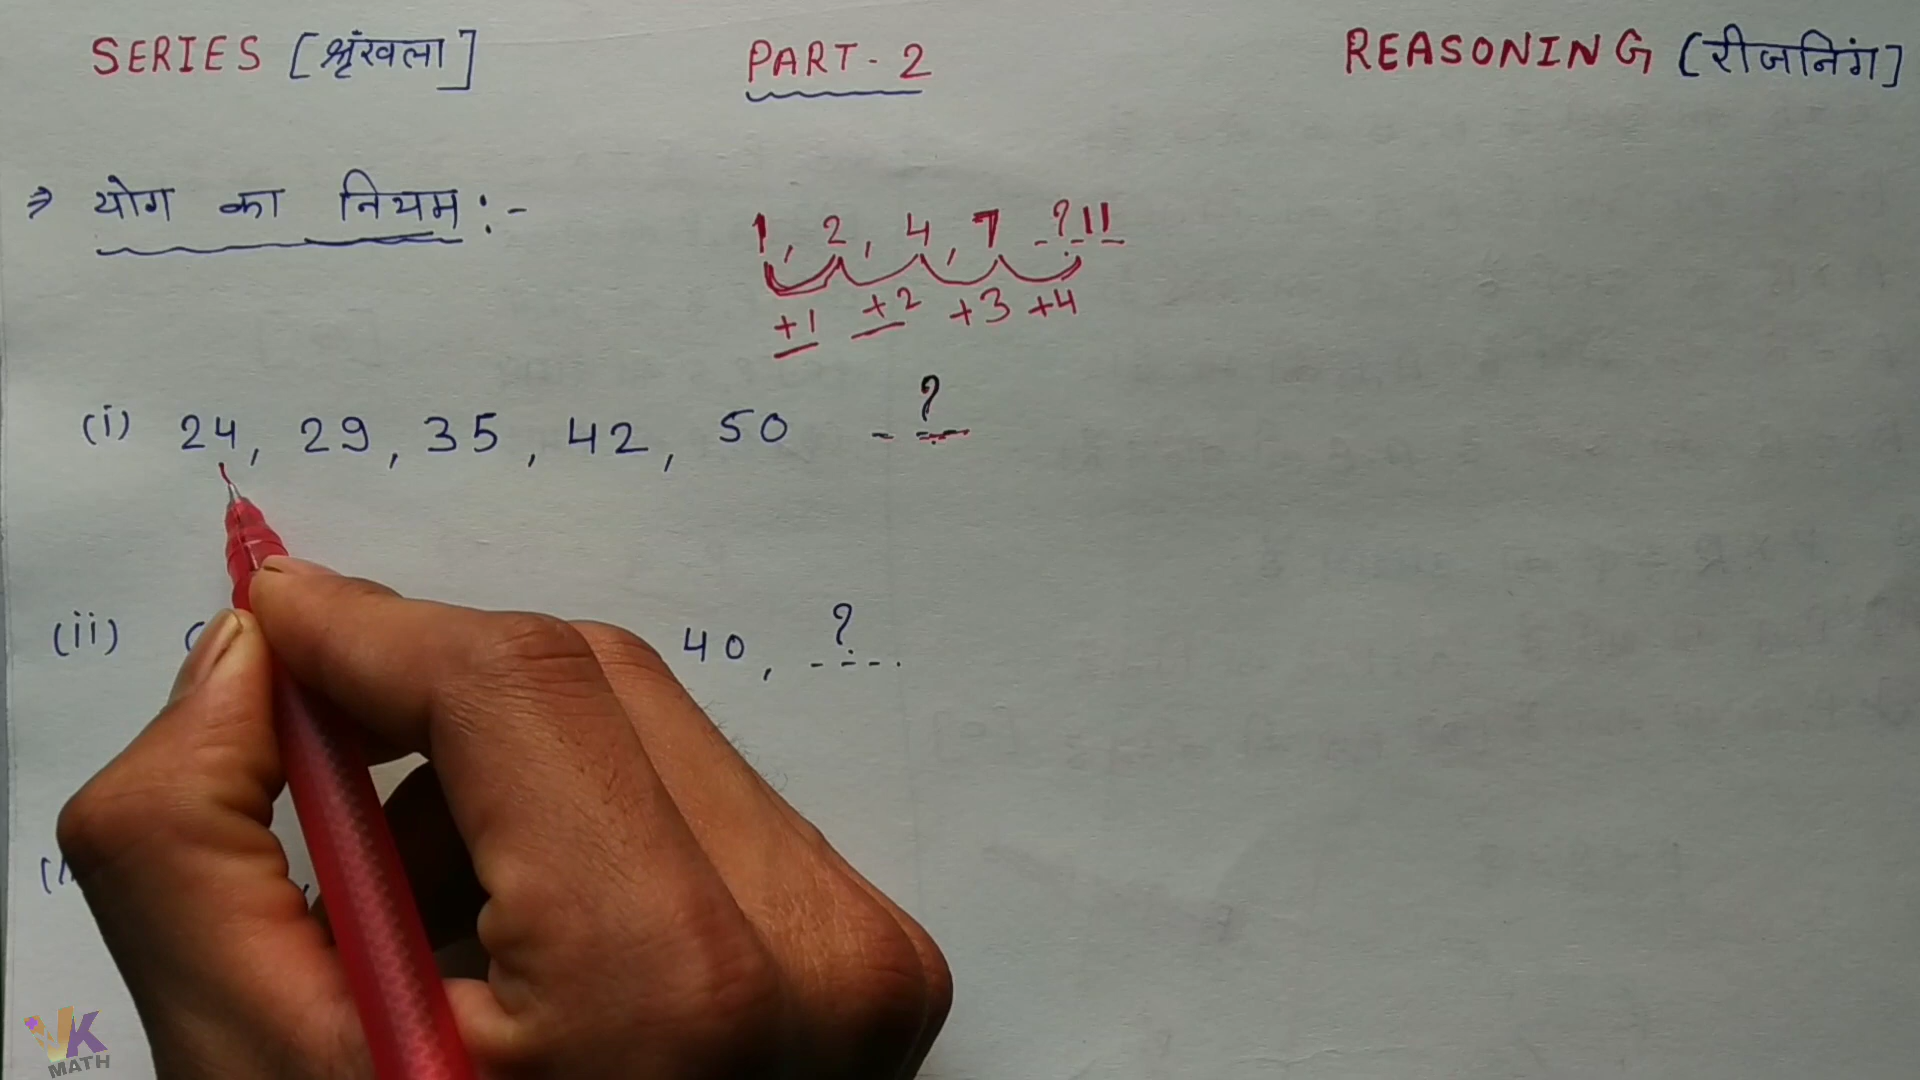 SERIES [श्रृंखला] PART-2 REASONING (रीजनिंग]
⇒ योग का नियम:-
1, 2, 4, 7 -?-11
+1 +2 +3 +4
(i) 24, 29, 35, 42, 50 - ?
(ii) 40, ?
VK
MATH